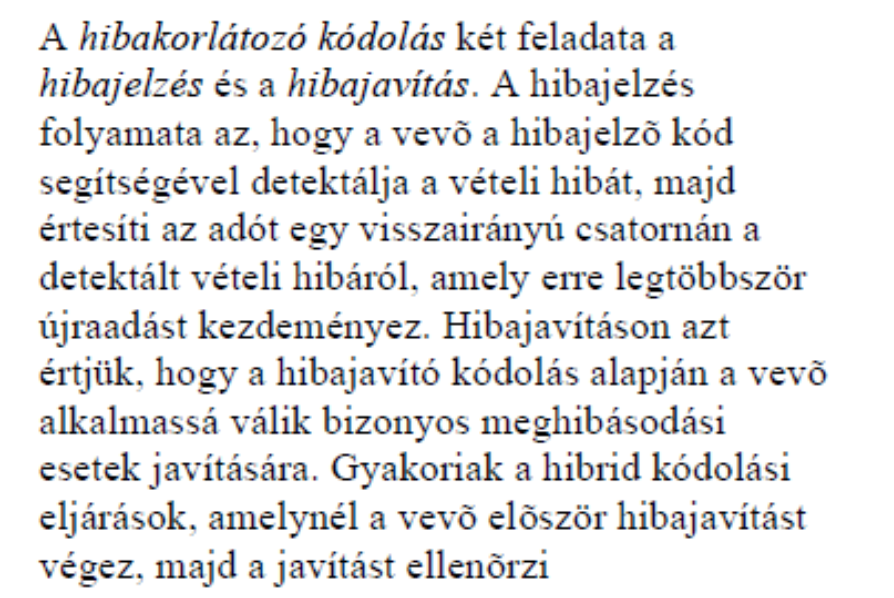 A hibakorlátozó kódolás két feladata a
hibajelzés és a hibajavítás. A hibajelzés
folyamata az, hogy a vevõ a hibajelzõ kód
segítségével detektálja a vételi hibát, majd
értesíti az adót egy visszairányú csatornán a
detektált vételi hibáról, amely erre legtöbbször
újraadást kezdeményez. Hibajavításon azt
értjük, hogy a hibajavító kódolás alapján a vevõ
alkalmassá válik bizonyos meghibásodási
esetek javítására. Gyakoriak a hibrid kódolási
eljárások, amelynél a vevõ elõször hibajavítást
végez, majd a javítást ellenõrzi